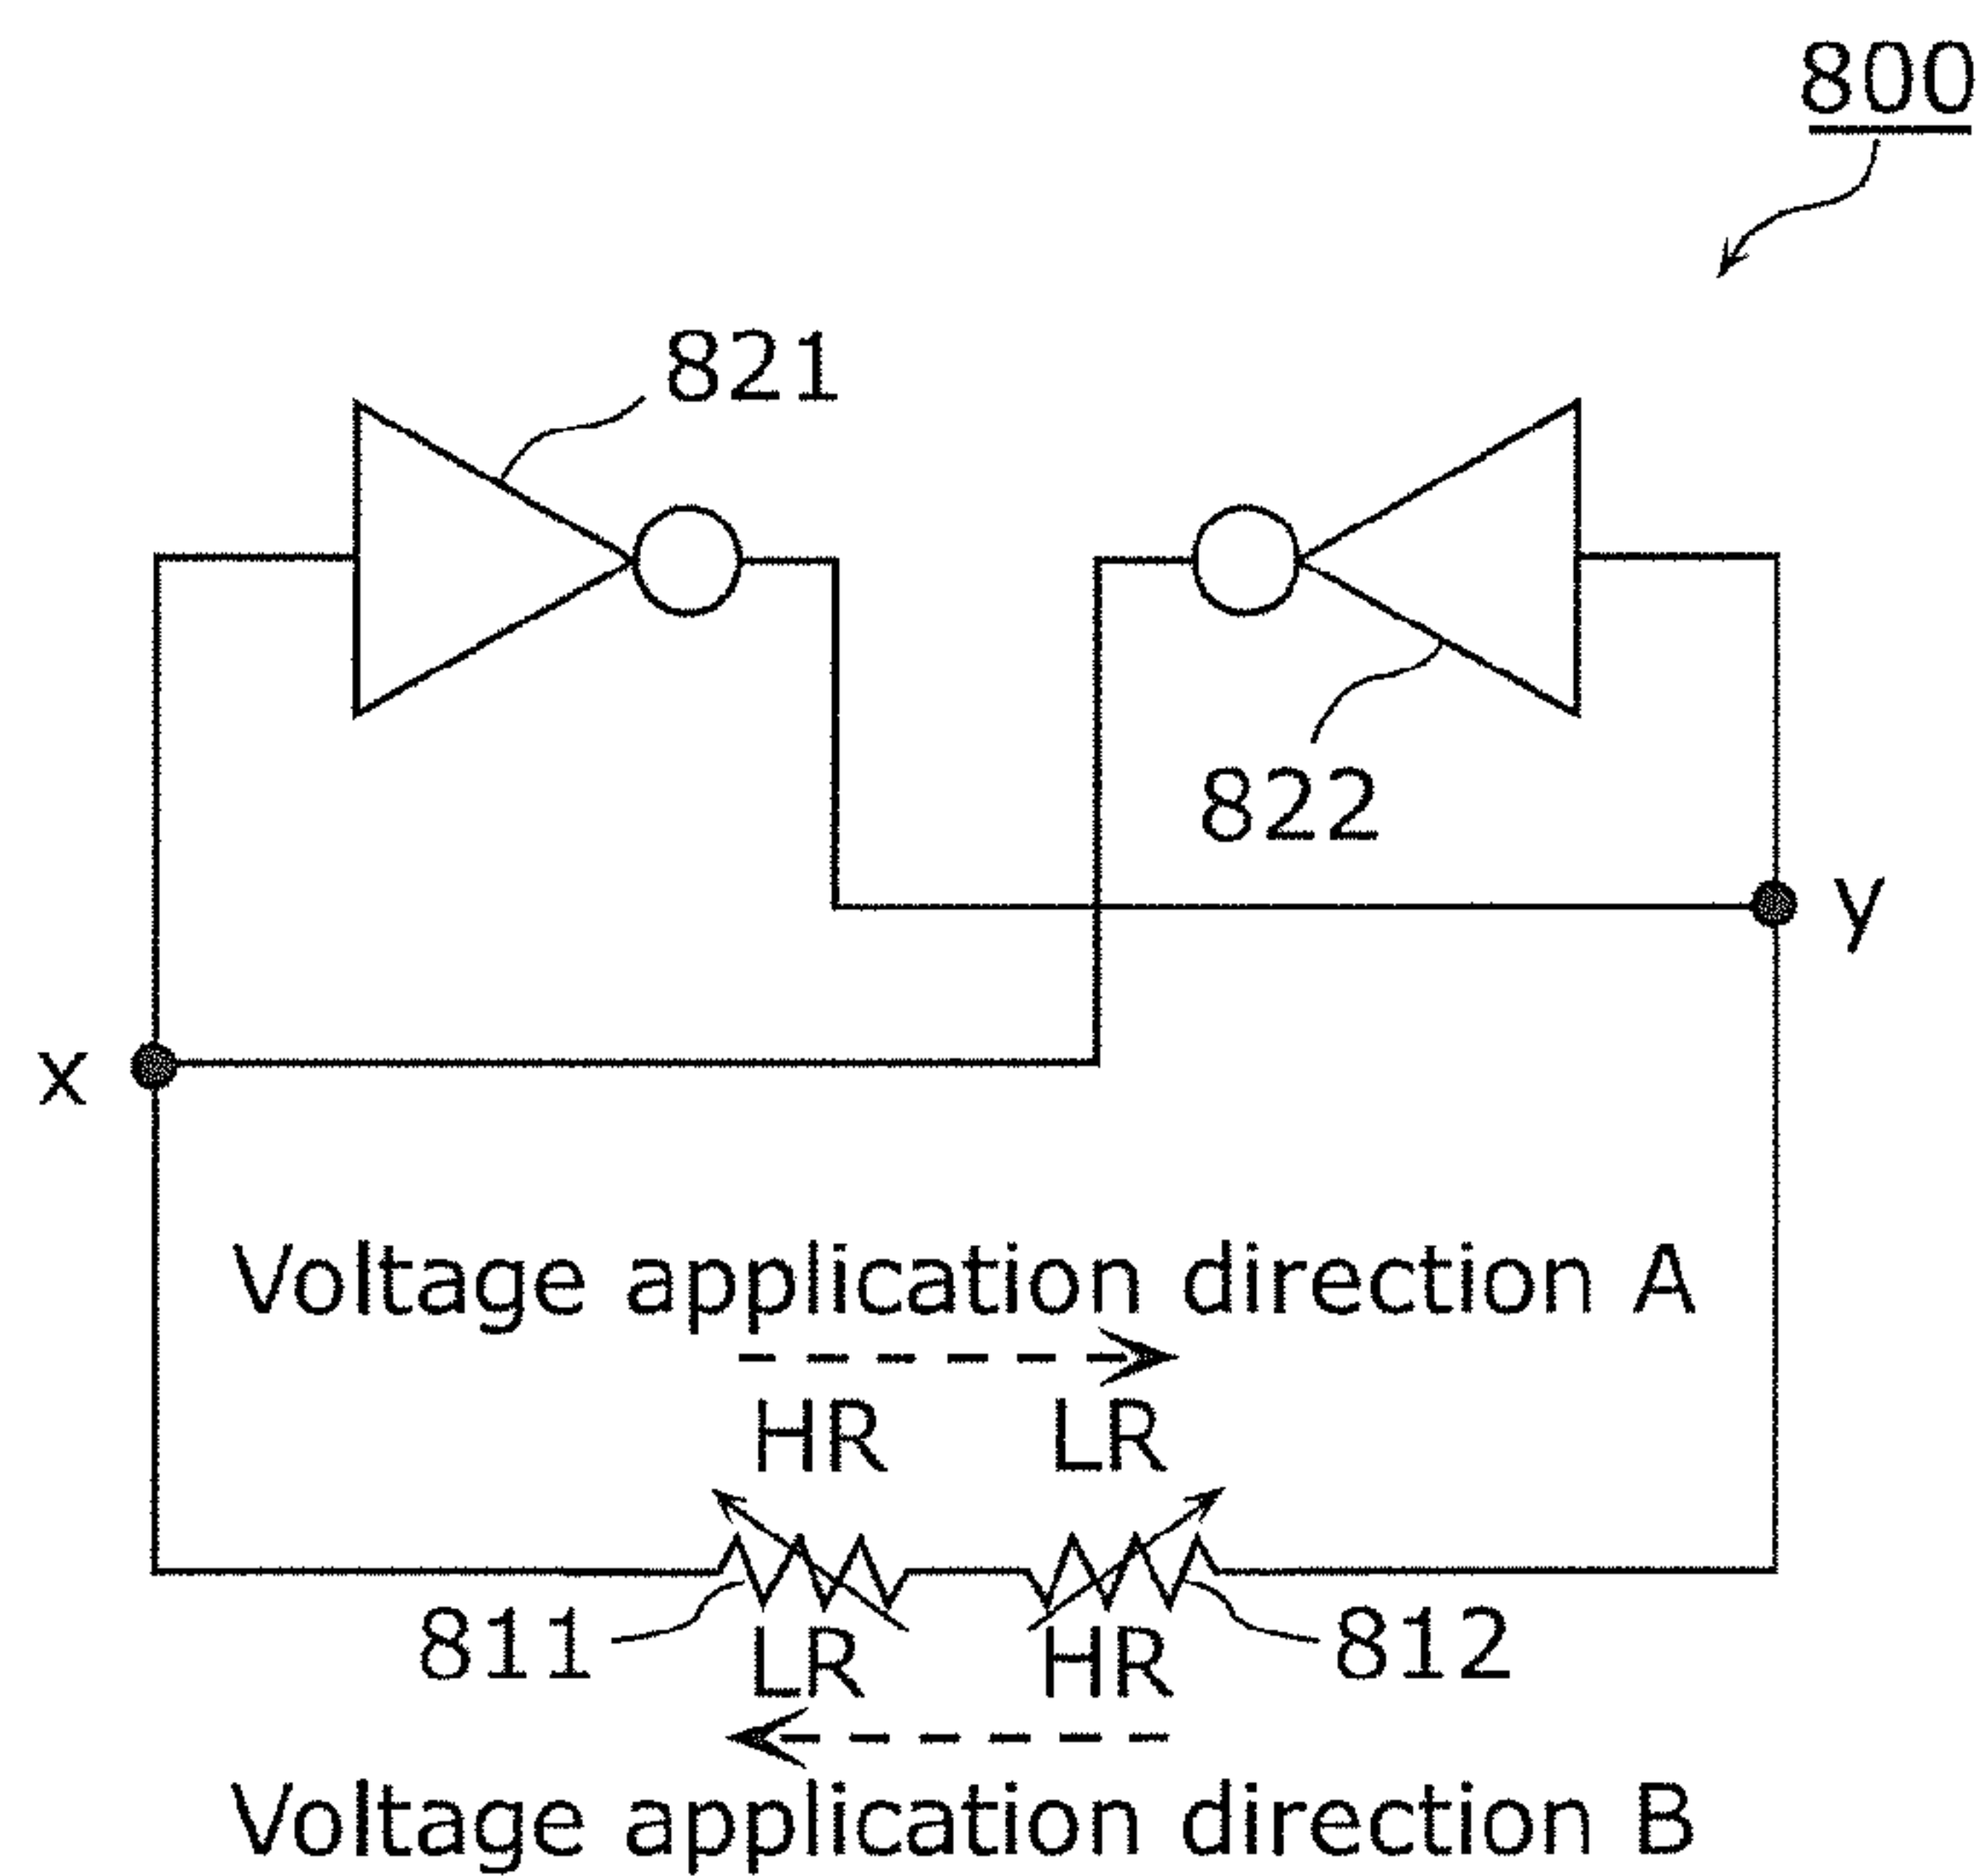 800
821
822
y
x
Voltage application direction A
HR LR
811 LR HR 812
Voltage application direction B